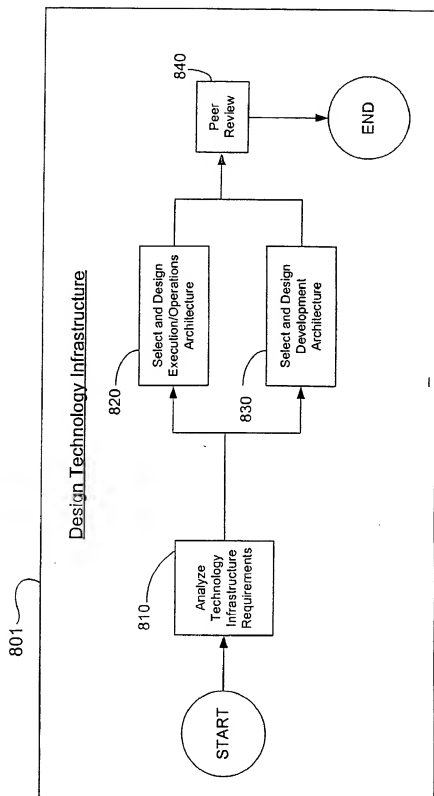 801
Design Technology Infrastructure
START
810
Analyze
Technology
Infrastructure
Requirements
820
Select and Design
Execution/Operations
Architecture
830
Select and Design
Development
Architecture
840
Peer
Review
END